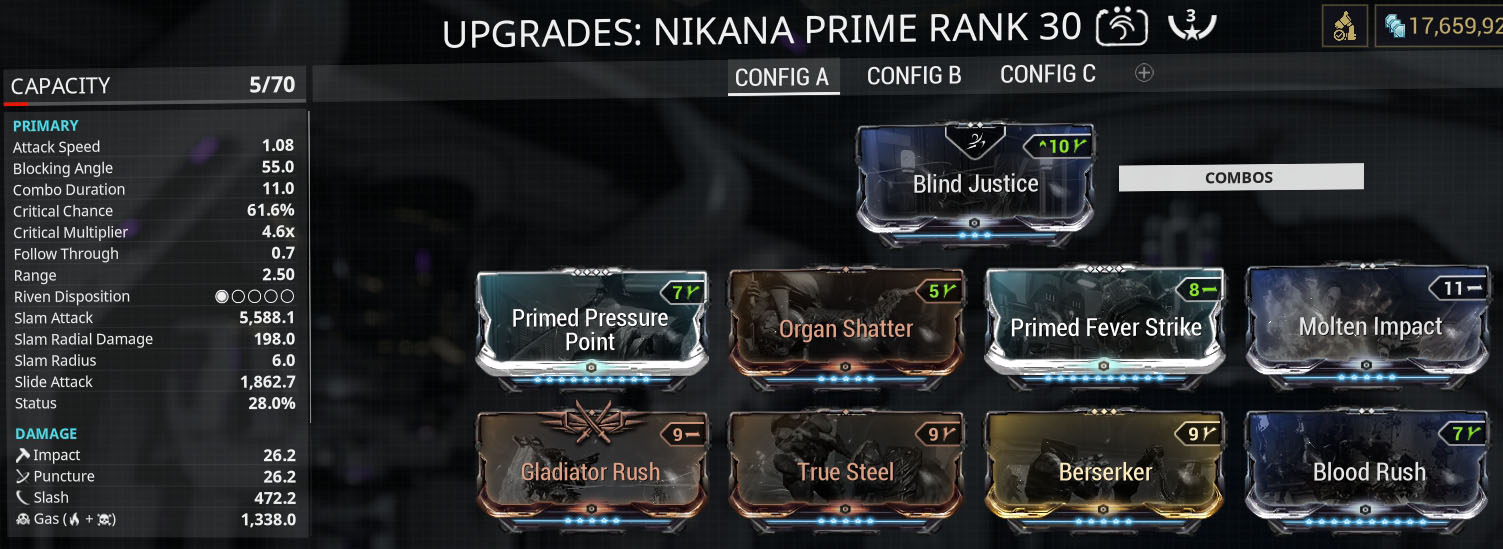 UPGRADES: NIKANA PRIME RANK 30
3
17,659,92
CAPACITY 5/70
CONFIG A CONFIG B CONFIG C
PRIMARY
Attack Speed 1.08
Blocking Angle 55.0
Combo Duration 11.0
Critical Chance 61.6%
Critical Multiplier 4.6x
Follow Through 0.7
Range 2.50
Riven Disposition
Slam Attack 5,588.1
Slam Radial Damage 198.0
Slam Radius 6.0
Slide Attack 1,862.7
Status 28.0%
DAMAGE
Impact 26.2
Puncture 26.2
Slash 472.2
Gas ( + ) 1,338.0
^10
Blind Justice
COMBOS
7
Primed Pressure
Point
5
Organ Shatter
8
Primed Fever Strike
11
Molten Impact
9
Gladiator Rush
9
True Steel
9
Berserker
7
Blood Rush